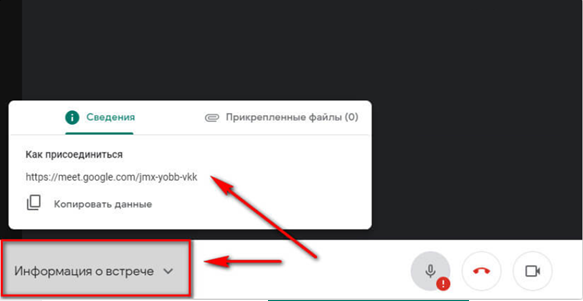 Сведения
Прикрепленные файлы (0)
Как присоединиться
https://meet.google.com/jmx-yobb-vkk
Копировать данные
Информация о встрече